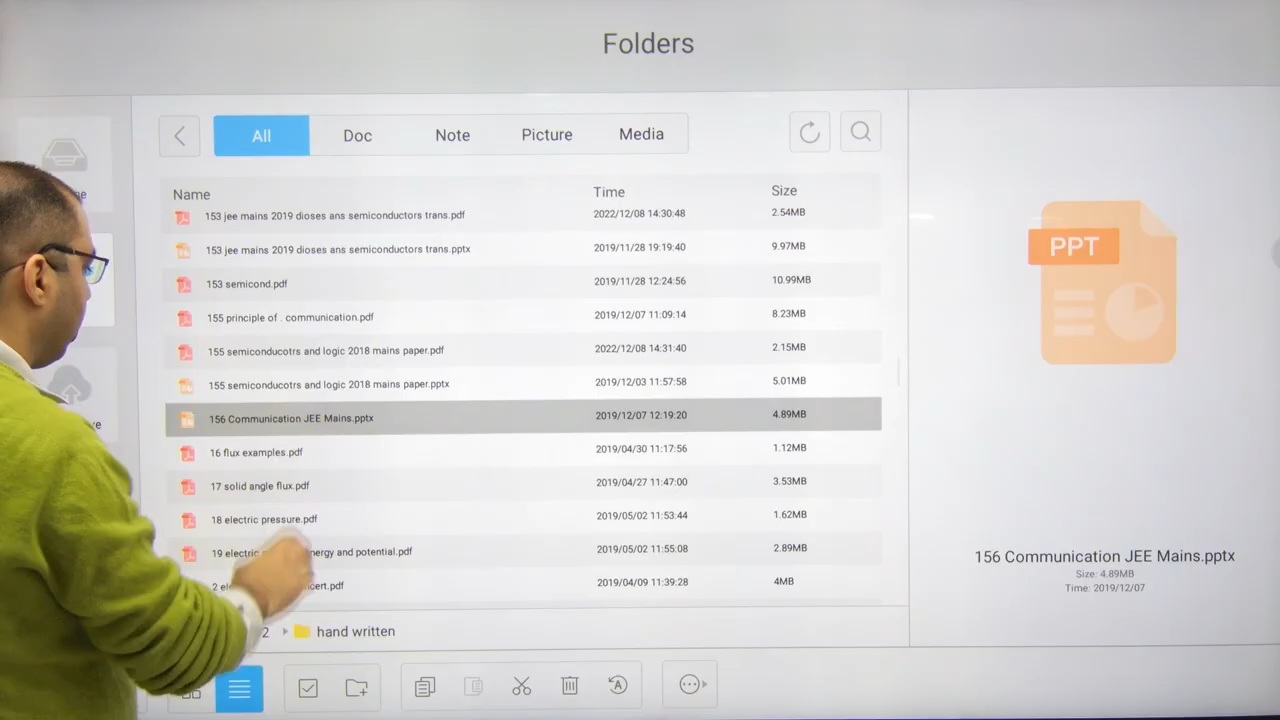 Folders
All Doc Note Picture Media
Name Time Size
153 jee mains 2019 dioses ans semiconductors trans.pdf 2022/12/08 14:30:48 2.54MB
153 jee mains 2019 dioses ans semiconductors trans.pptx 2019/11/28 19:19:40 9.97MB
153 semicond.pdf 2019/11/28 12:24:56 10.99MB
155 principle of . communication.pdf 2019/12/07 11:09:14 8.23MB
155 semiconducotrs and logic 2018 mains paper.pdf 2022/12/08 14:31:40 2.15MB
155 semiconducotrs and logic 2018 mains paper.pptx 2019/12/03 11:57:58 5.01MB
156 Communication JEE Mains.pptx 2019/12/07 12:19:20 4.89MB
16 flux examples.pdf 2019/04/30 11:17:56 1.12MB
17 solid angle flux.pdf 2019/04/27 11:47:00 3.53MB
18 electric pressure.pdf 2019/05/02 11:53:44 1.62MB
19 electric and potential.pdf 2019/05/02 11:55:08 2.89MB
2 2019/04/09 11:39:28 4MB
2 hand written
PPT
156 Communication JEE Mains.pptx
Size: 4.89MB
Time: 2019/12/07